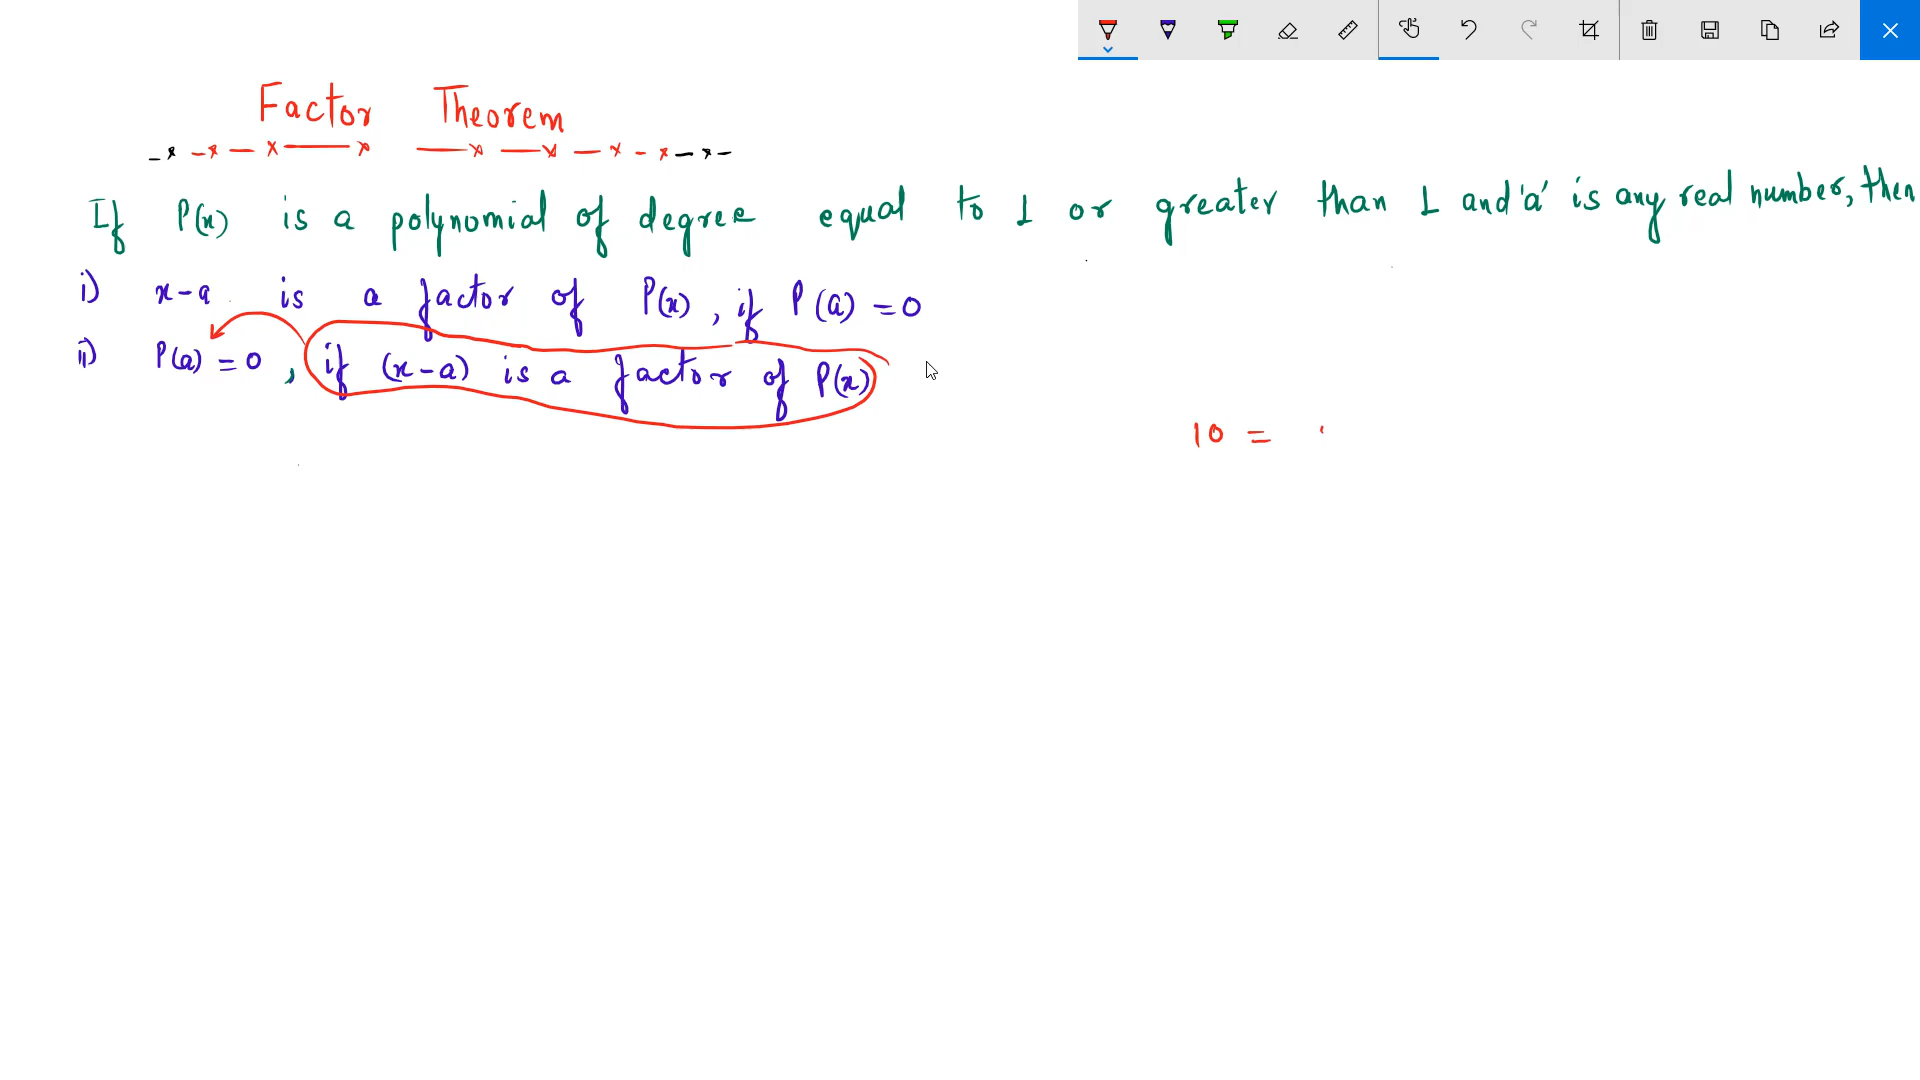 Factor Theorem
If P(x) is a polynomial of degree equal to 1 or greater than 1 and 'a' is any real number, then
i) x-a is a factor of P(x), if P(a) = 0
ii) P(a) = 0, if (x-a) is a factor of P(x)
10 =